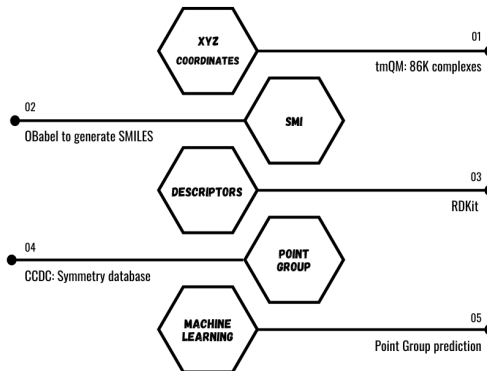 XYZ
COORDINATES
01
tmQM: 86K complexes
02
OBabel to generate SMILES
SMI
DESCRIPTORS
03
RDKit
04
CCDC: Symmetry database
POINT
GROUP
MACHINE
LEARNING
05
Point Group prediction